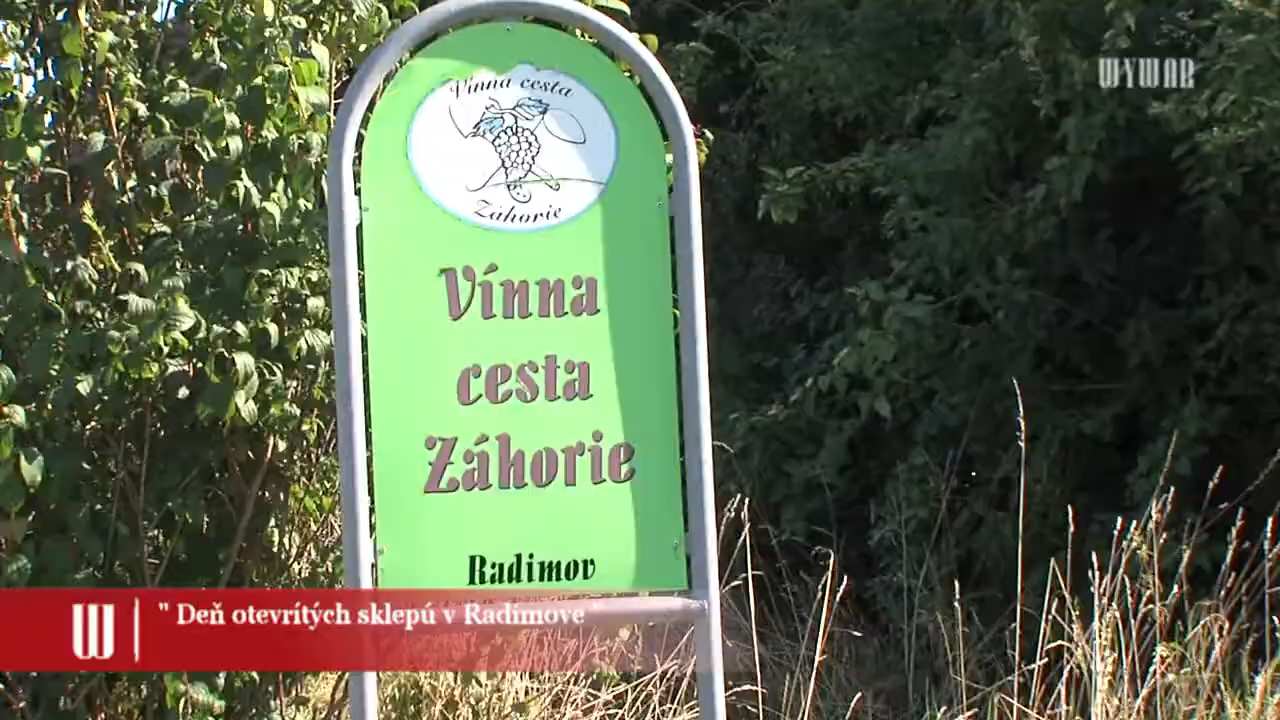 WYWAR
Vínna cesta
Záhorie
Vínna
cesta
Záhorie
Radimov
W " Deň otevrítých sklepú v Radimove "